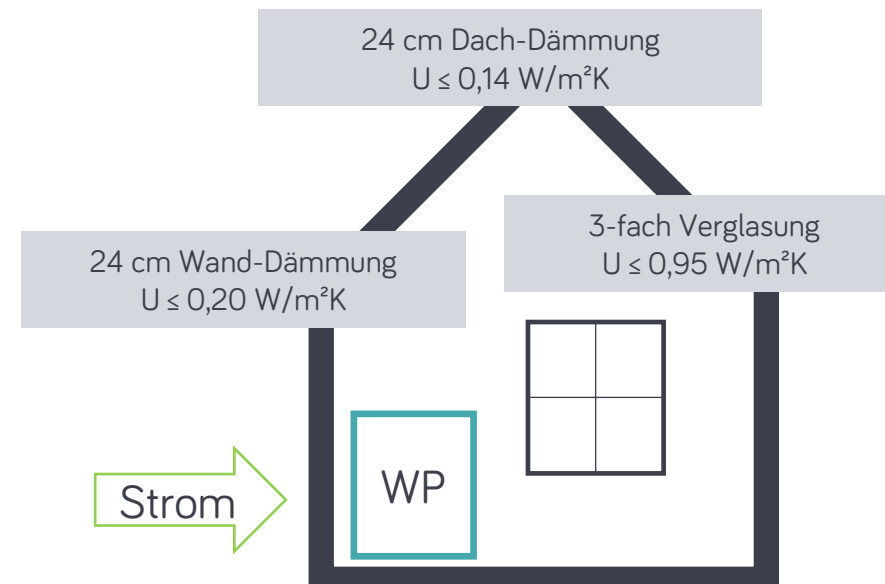 24 cm Dach-Dämmung
U ≤ 0,14 W/m²K
3-fach Verglasung
U ≤ 0,95 W/m²K
24 cm Wand-Dämmung
U ≤ 0,20 W/m²K
Strom
WP